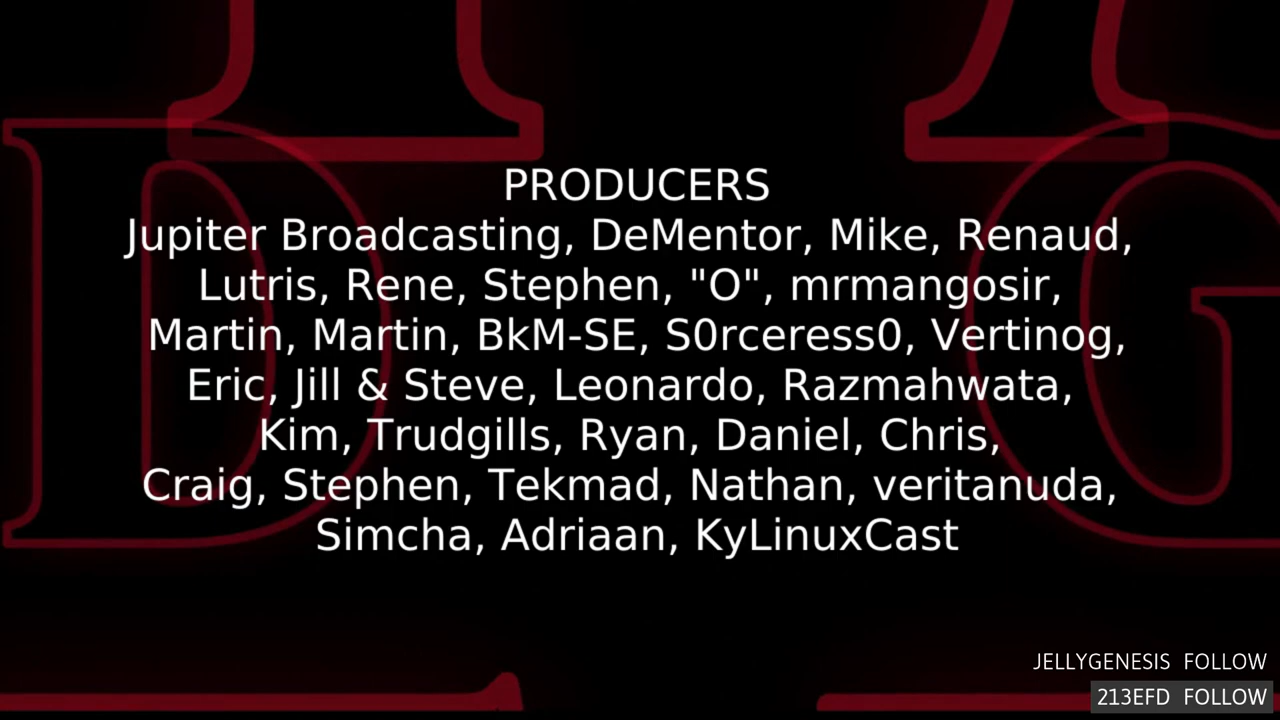 PRODUCERS
Jupiter Broadcasting, DeMentor, Mike, Renaud,
Lutris, Rene, Stephen, "O", mrmangosir,
Martin, Martin, BkM-SE, S0rceress0, Vertinog,
Eric, Jill & Steve, Leonardo, Razmahwata,
Kim, Trudgills, Ryan, Daniel, Chris,
Craig, Stephen, Tekmad, Nathan, veritanuda,
Simcha, Adriaan, KyLinuxCast
JELLYGENESIS FOLLOW
213EFD FOLLOW